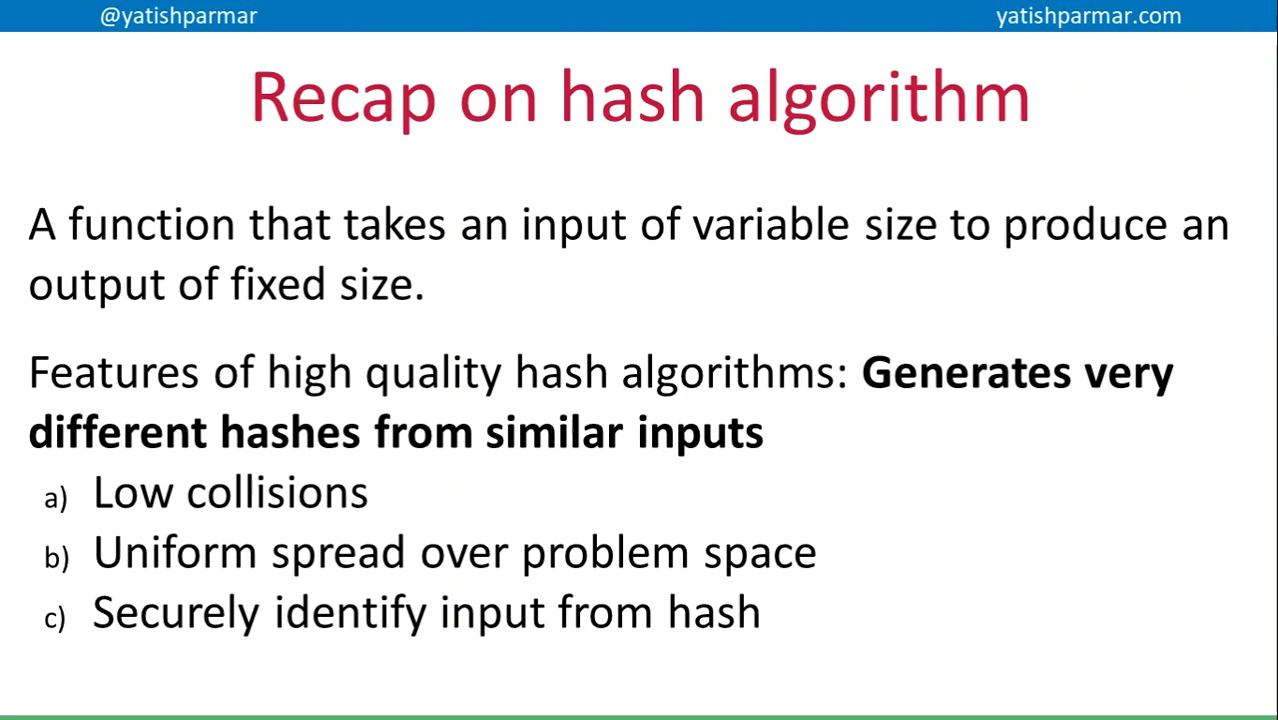 @yatishparmar
yatishparmar.com
Recap on hash algorithm
A function that takes an input of variable size to produce an
output of fixed size.
Features of high quality hash algorithms: Generates very
different hashes from similar inputs
a) Low collisions
b) Uniform spread over problem space
c) Securely identify input from hash